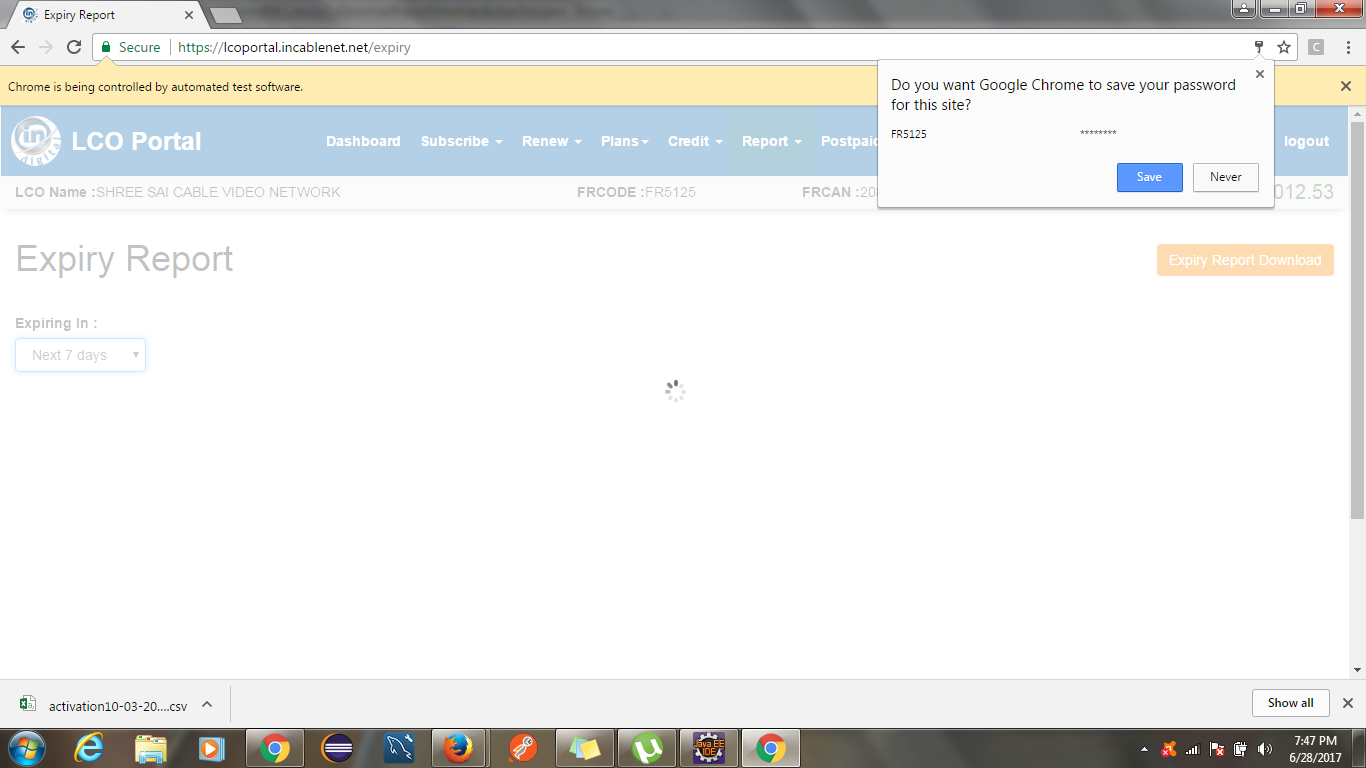 Expiry Report
Secure https://lcoportal.incablenet.net/expiry
C
Chrome is being controlled by automated test software.
Do you want Google Chrome to save your password
for this site?
FR5125 ********
Save Never
in digital LCO Portal Dashboard Subscribe Renew Plans Credit Report Postpaid logout
LCO Name :SHREE SAI CABLE VIDEO NETWORK FRCODE :FR5125 FRCAN :20 012.53
Expiry Report
Expiry Report Download
Expiring In :
Next 7 days
activation10-03-20....csv Show all
Java EE
IDE
7:47 PM
6/28/2017